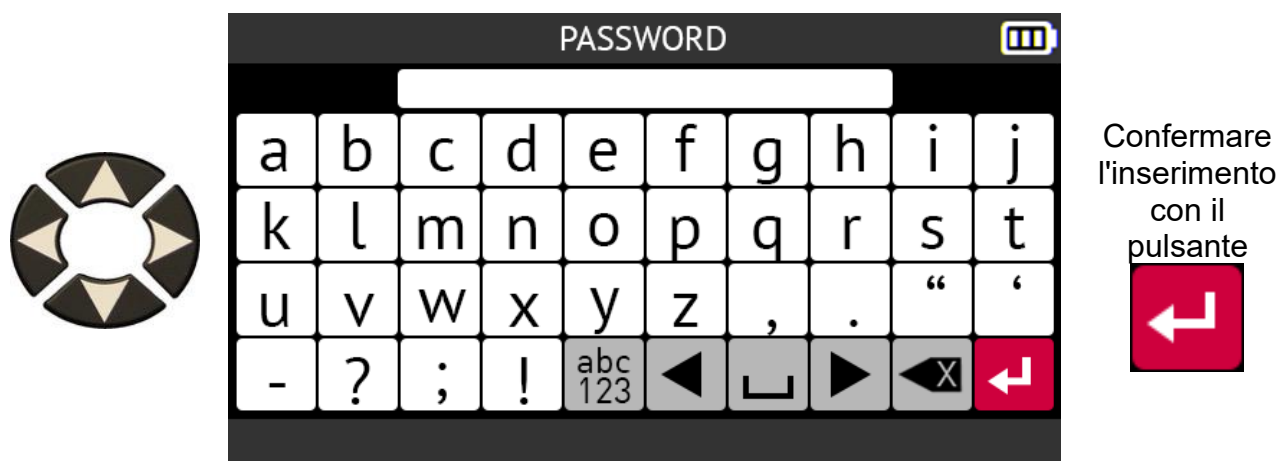 PASSWORD
a b c d e f g h i j
k l m n o p q r s t
u v w x y z , . “ ‘
- ? ; ! abc
123
X
Confermare
l'inserimento
con il
pulsante